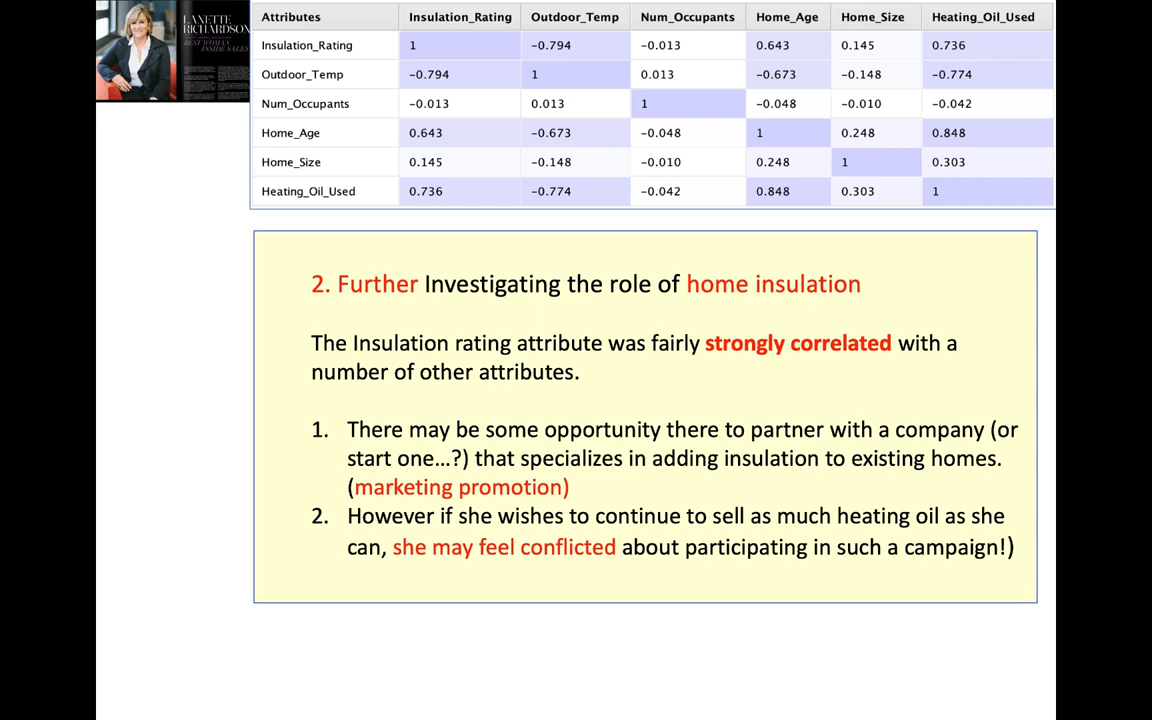 LANETTE
RICHARDSON
BEST WOMAN
INSIDE SALES
Attributes Insulation_Rating Outdoor_Temp Num_Occupants Home_Age Home_Size Heating_Oil_Used
Insulation_Rating 1 -0.794 -0.013 0.643 0.145 0.736
Outdoor_Temp -0.794 1 0.013 -0.673 -0.148 -0.774
Num_Occupants -0.013 0.013 1 -0.048 -0.010 -0.042
Home_Age 0.643 -0.673 -0.048 1 0.248 0.848
Home_Size 0.145 -0.148 -0.010 0.248 1 0.303
Heating_Oil_Used 0.736 -0.774 -0.042 0.848 0.303 1
2. Further Investigating the role of home insulation
The Insulation rating attribute was fairly strongly correlated with a
number of other attributes.
1. There may be some opportunity there to partner with a company (or
start one...?) that specializes in adding insulation to existing homes.
(marketing promotion)
2. However if she wishes to continue to sell as much heating oil as she
can, she may feel conflicted about participating in such a campaign!)